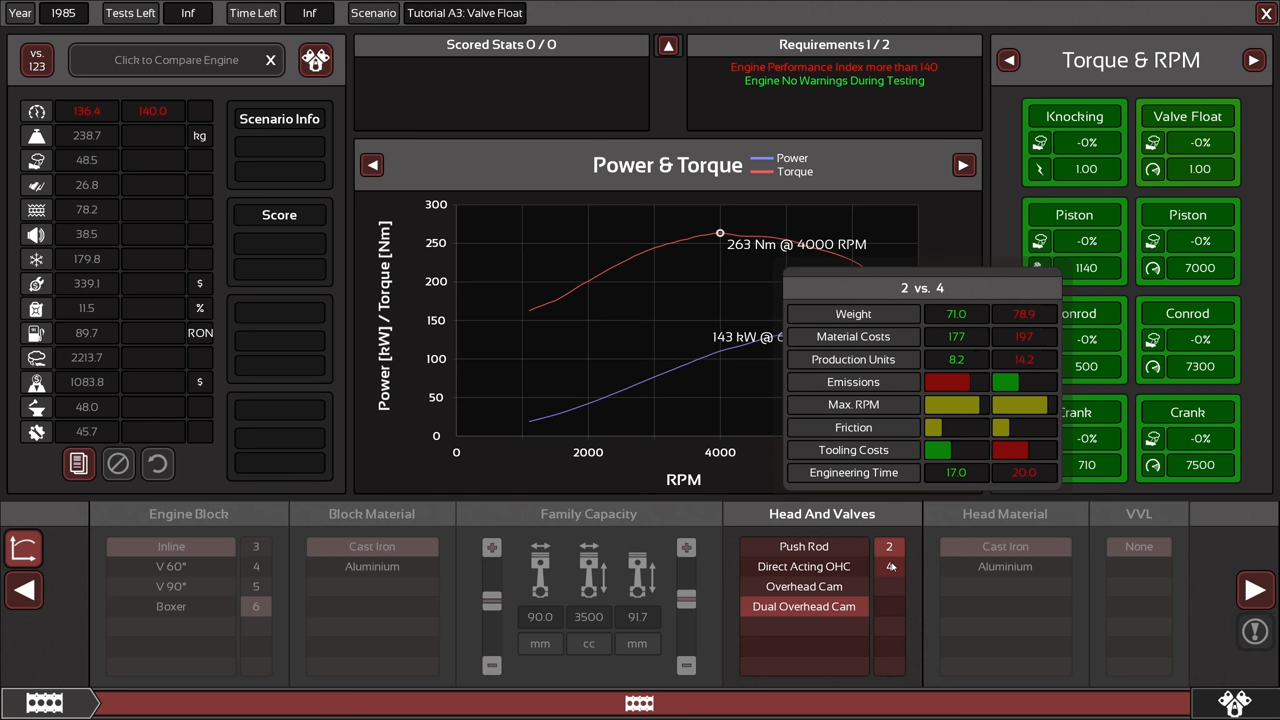 Year 1985 Tests Left Inf Time Left Inf Scenario Tutorial A3: Valve Float X
vs. 123
Click to Compare Engine X
136.4 140.0
238.7 kg
48.5
26.8
78.2
38.5
179.8
339.1 $
11.5 %
89.7 RON
2213.7
1083.8 $
48.0
45.7
Scenario Info
Score
Scored Stats 0 / 0
Requirements 1 / 2
Engine Performance Index more than 140
Engine No Warnings During Testing
Power & Torque
Power
Torque
Power [kW] / Torque [Nm]
300
250
200
150
100
50
0
0 2000 4000
RPM
263 Nm @ 4000 RPM
143 kW @ 6
2 vs. 4
Weight 71.0 78.9
Material Costs 177 197
Production Units 8.2 14.2
Emissions
Max. RPM
Friction
Tooling Costs
Engineering Time 17.0 20.0
Torque & RPM
Knocking Valve Float
-0% -0%
1.00 1.00
Piston Piston
-0% -0%
1140 7000
onrod Conrod
-0% -0%
500 7300
rank Crank
-0% -0%
710 7500
Engine Block
Inline 3
V 60° 4
V 90° 5
Boxer 6
Block Material
Cast Iron
Aluminium
Family Capacity
90.0 3500 91.7
mm cc mm
Head And Valves
Push Rod 2
Direct Acting OHC 4
Overhead Cam
Dual Overhead Cam
Head Material
Cast Iron
Aluminium
VVL
None